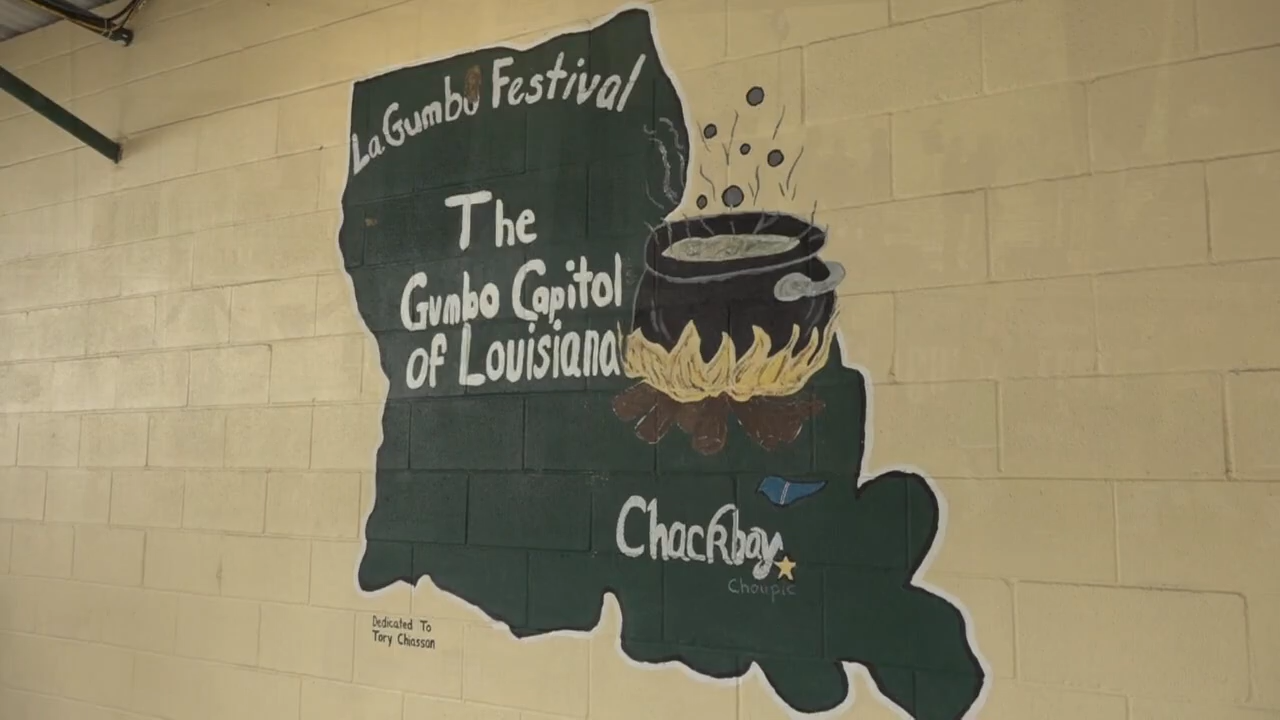 La Gumbo Festival
The
Gumbo Capitol
of Louisiana
Chackbay
Choupic
Dedicated To
Tory Chiasson